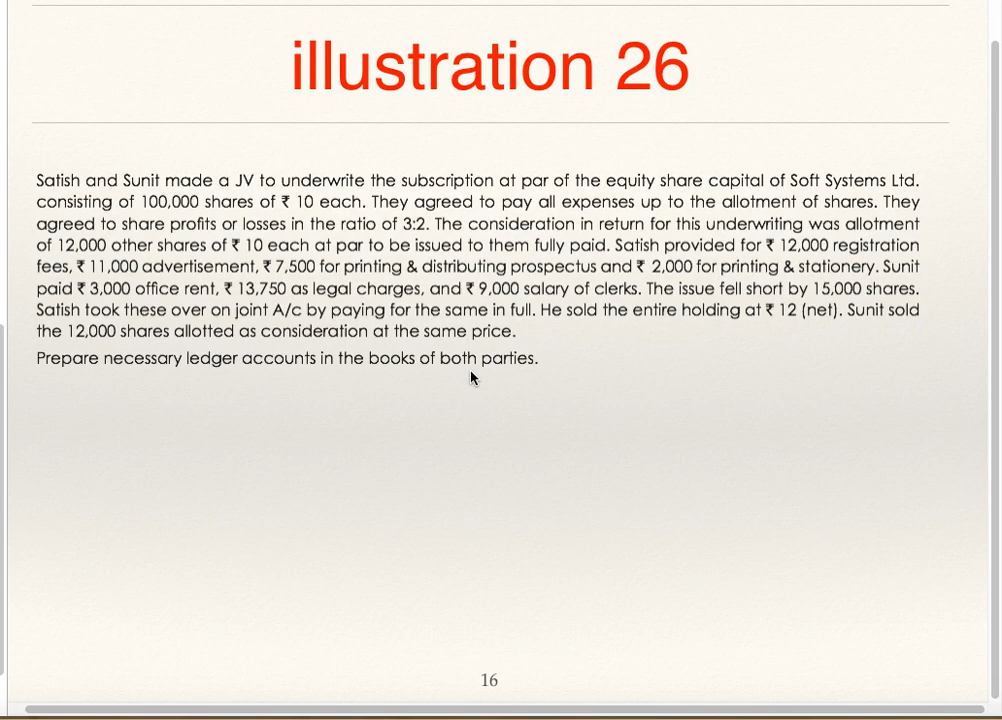 illustration 26
Satish and Sunit made a JV to underwrite the subscription at par of the equity share capital of Soft Systems Ltd.
consisting of 100,000 shares of ₹ 10 each. They agreed to pay all expenses up to the allotment of shares. They
agreed to share profits or losses in the ratio of 3:2. The consideration in return for this underwriting was allotment
of 12,000 other shares of ₹ 10 each at par to be issued to them fully paid. Satish provided for ₹ 12,000 registration
fees, ₹ 11,000 advertisement, ₹ 7,500 for printing & distributing prospectus and ₹ 2,000 for printing & stationery. Sunit
paid ₹ 3,000 office rent, ₹ 13,750 as legal charges, and ₹ 9,000 salary of clerks. The issue fell short by 15,000 shares.
Satish took these over on joint A/c by paying for the same in full. He sold the entire holding at ₹ 12 (net). Sunit sold
the 12,000 shares allotted as consideration at the same price.
Prepare necessary ledger accounts in the books of both parties.
16